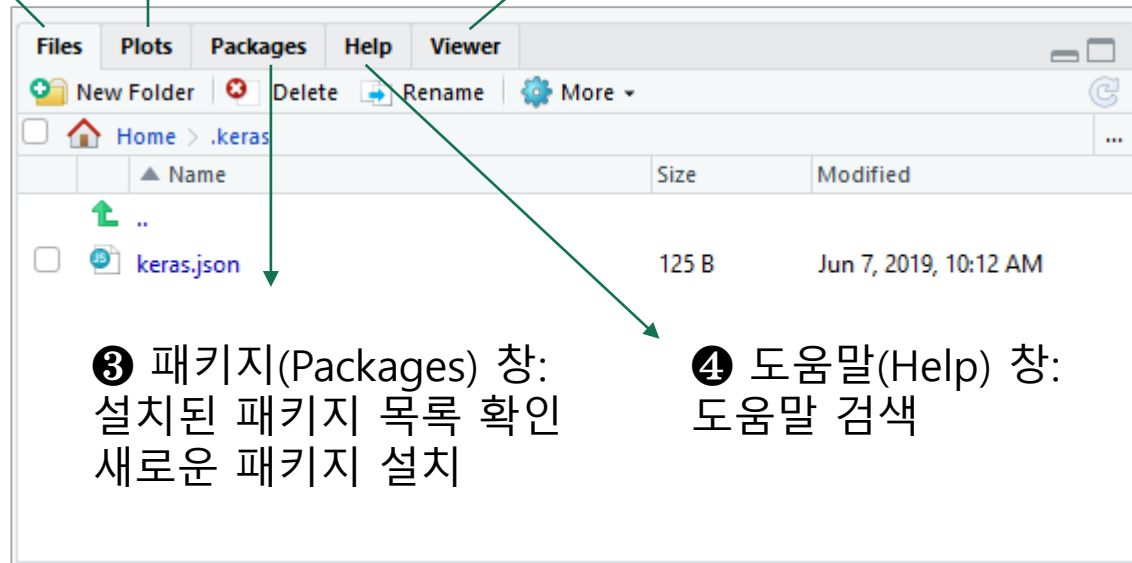 Files Plots Packages Help Viewer
New Folder Delete Rename More
Home > .keras ...
Name Size Modified
..
keras.json 125 B Jun 7, 2019, 10:12 AM
❸ 패키지(Packages) 창:
설치된 패키지 목록 확인
새로운 패키지 설치
❹ 도움말(Help) 창:
도움말 검색